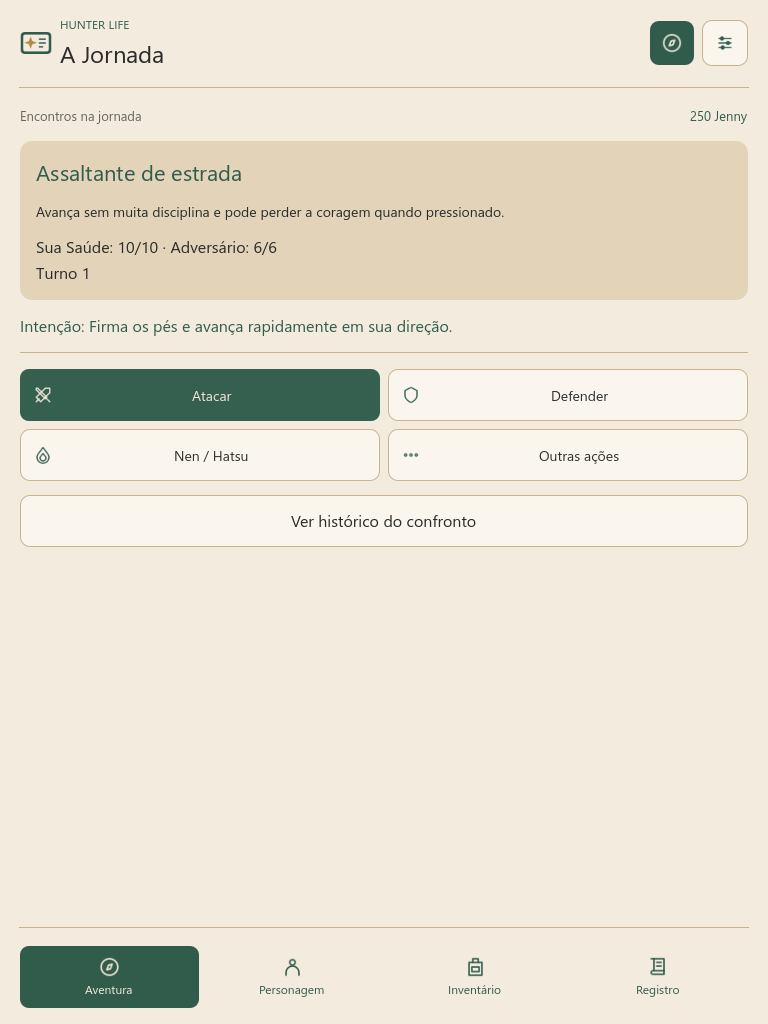 HUNTER LIFE
A Jornada
Encontros na jornada
250 Jenny
Assaltante de estrada
Avança sem muita disciplina e pode perder a coragem quando pressionado.
Sua Saúde: 10/10 · Adversário: 6/6
Turno 1
Intenção: Firma os pés e avança rapidamente em sua direção.
Atacar
Defender
Nen / Hatsu
Outras ações
Ver histórico do confronto
Aventura
Personagem
Inventário
Registro